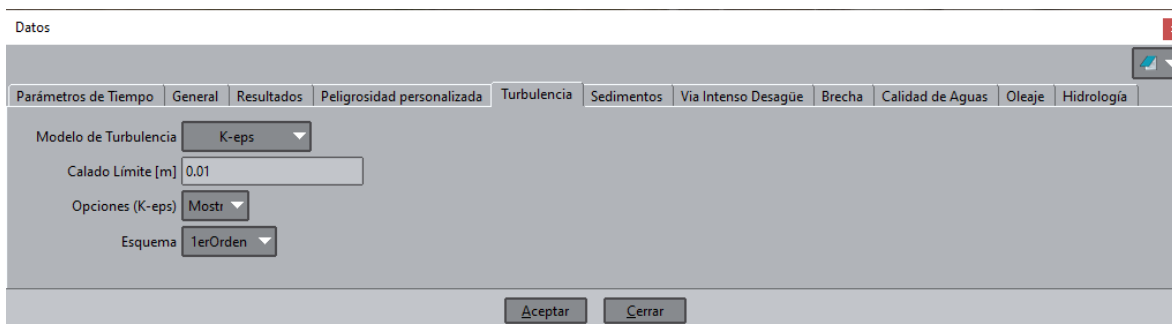 Datos
Parámetros de Tiempo General Resultados Peligrosidad personalizada Turbulencia Sedimentos Via Intenso Desagüe Brecha Calidad de Aguas Oleaje Hidrología
Modelo de Turbulencia K-eps
Calado Límite [m] 0.01
Opciones (K-eps) Mostr
Esquema 1erOrden
Aceptar Cerrar